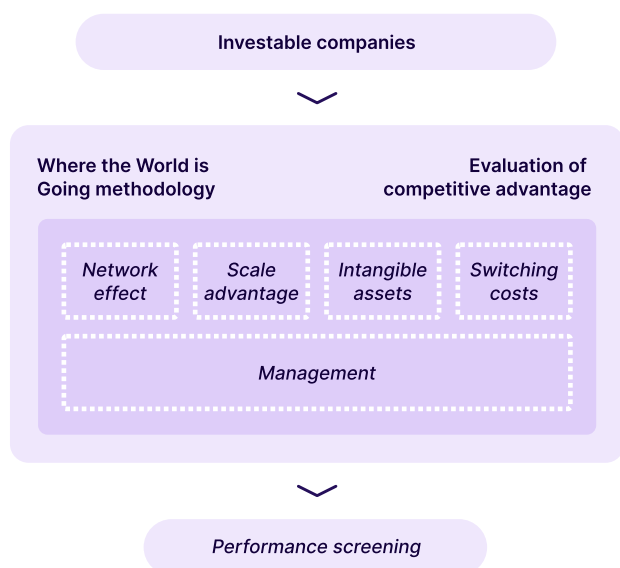 Investable companies
Where the World is
Going methodology
Evaluation of
competitive advantage
Network
effect
Scale
advantage
Intangible
assets
Switching
costs
Management
Performance screening